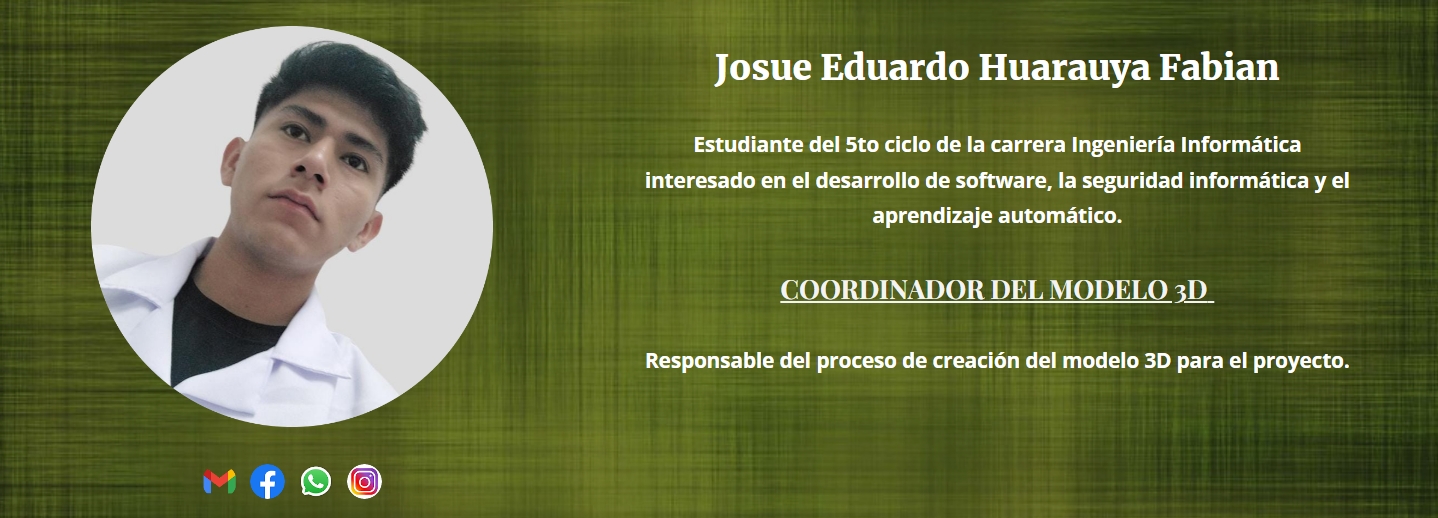 Josue Eduardo Huarauya Fabian
Estudiante del 5to ciclo de la carrera Ingeniería Informática
interesado en el desarrollo de software, la seguridad informática y el
aprendizaje automático.
COORDINADOR DEL MODELO 3D
Responsable del proceso de creación del modelo 3D para el proyecto.